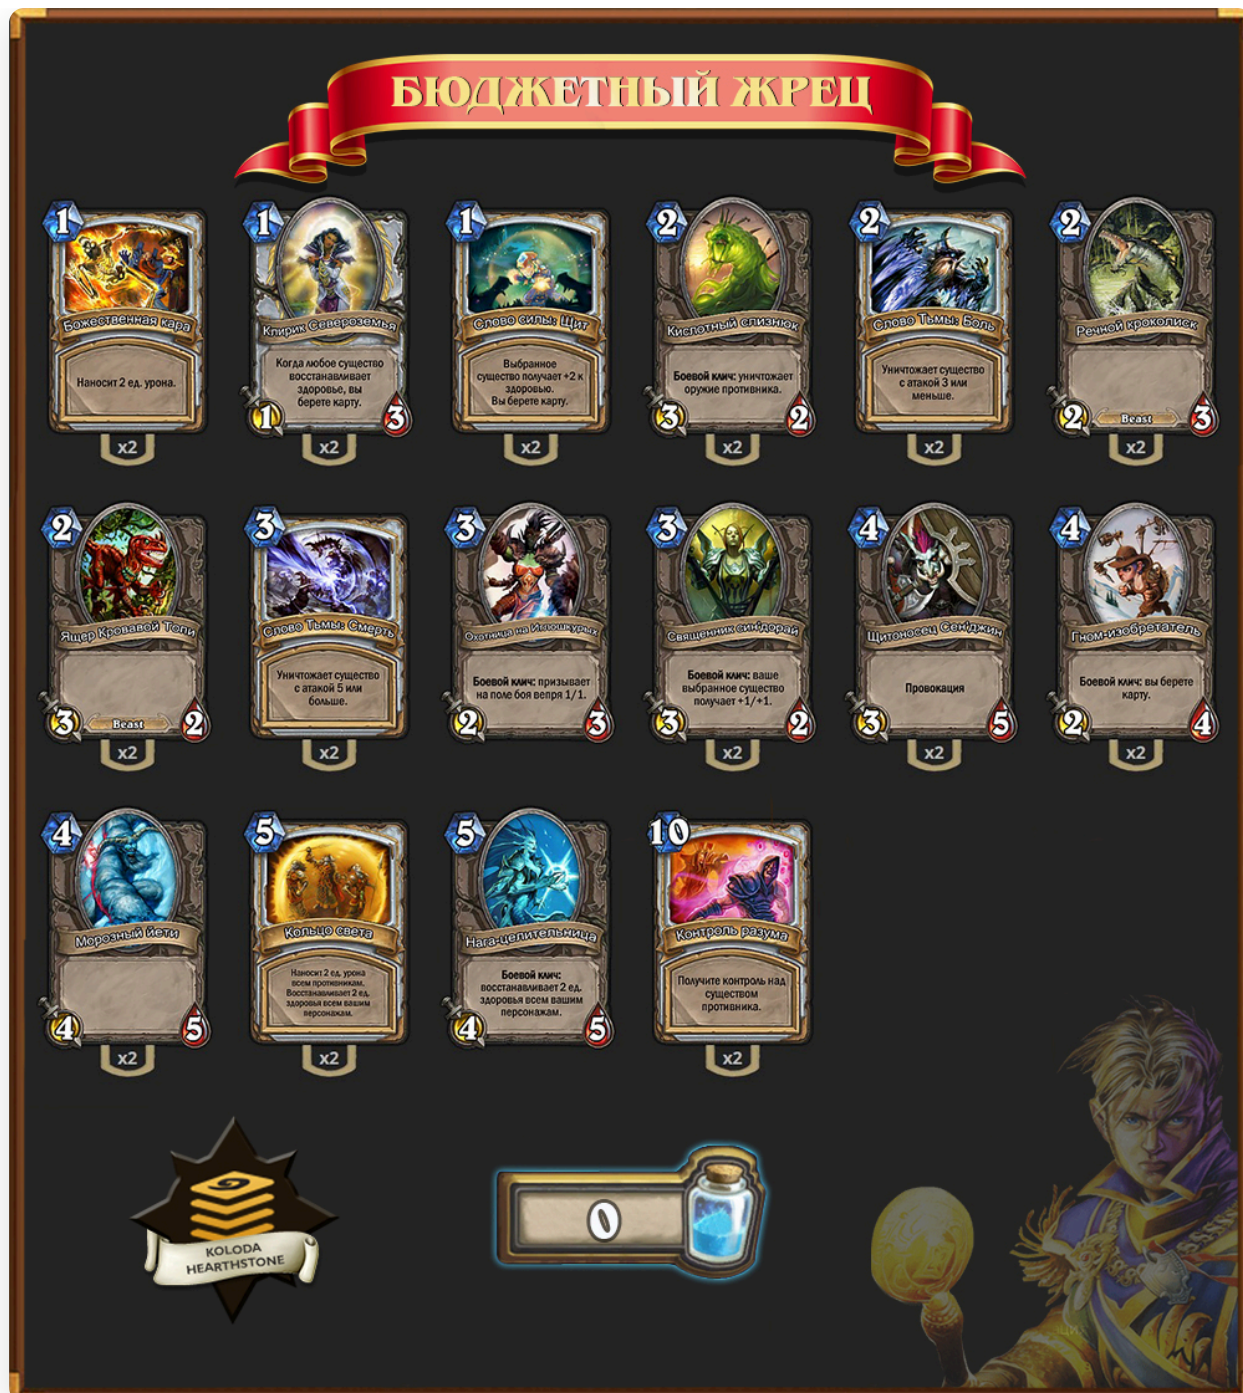 БЮДЖЕТНЫЙ ЖРЕЦ
1
Божественная кара
Наносит 2 ед. урона.
x2
1
Клирик Североземья
Когда любое существо
восстанавливает
здоровье, вы
берете карту.
1
3
x2
1
Слово силы: Щит
Выбранное
существо получает +2 к
здоровью.
Вы берете карту.
x2
2
Кислотный слизнюк
Боевой клич: уничтожает
оружие противника.
3
2
x2
2
Слово Тьмы: Боль
Уничтожает существо
с атакой 3 или
меньше.
x2
2
Речной кроколиск
Beast
2
3
x2
2
Ящер Кровавой Топи
Beast
3
2
x2
3
Слово Тьмы: Смерть
Уничтожает существо
с атакой 5 или
больше.
x2
3
Охотница из Иглошкурых
Боевой клич: призывает
на поле боя вепря 1/1.
2
3
x2
3
Священник син'дорай
Боевой клич: ваше
выбранное существо
получает +1/+1.
3
2
x2
4
Щитоносец Сен'джин
Провокация
3
5
x2
4
Гном-изобретатель
Боевой клич: вы берете
карту.
2
4
x2
4
Морозный йети
4
5
x2
5
Кольцо света
Наносит 2 ед. урона
всем противникам.
Восстанавливает 2 ед.
здоровья всем вашим
персонажам.
x2
5
Нага-целительница
Боевой клич:
восстанавливает 2 ед.
здоровья всем вашим
персонажам.
4
5
10
Контроль разума
Получите контроль над
существом
противника.
x2
KOLODA
HEARTHSTONE
0